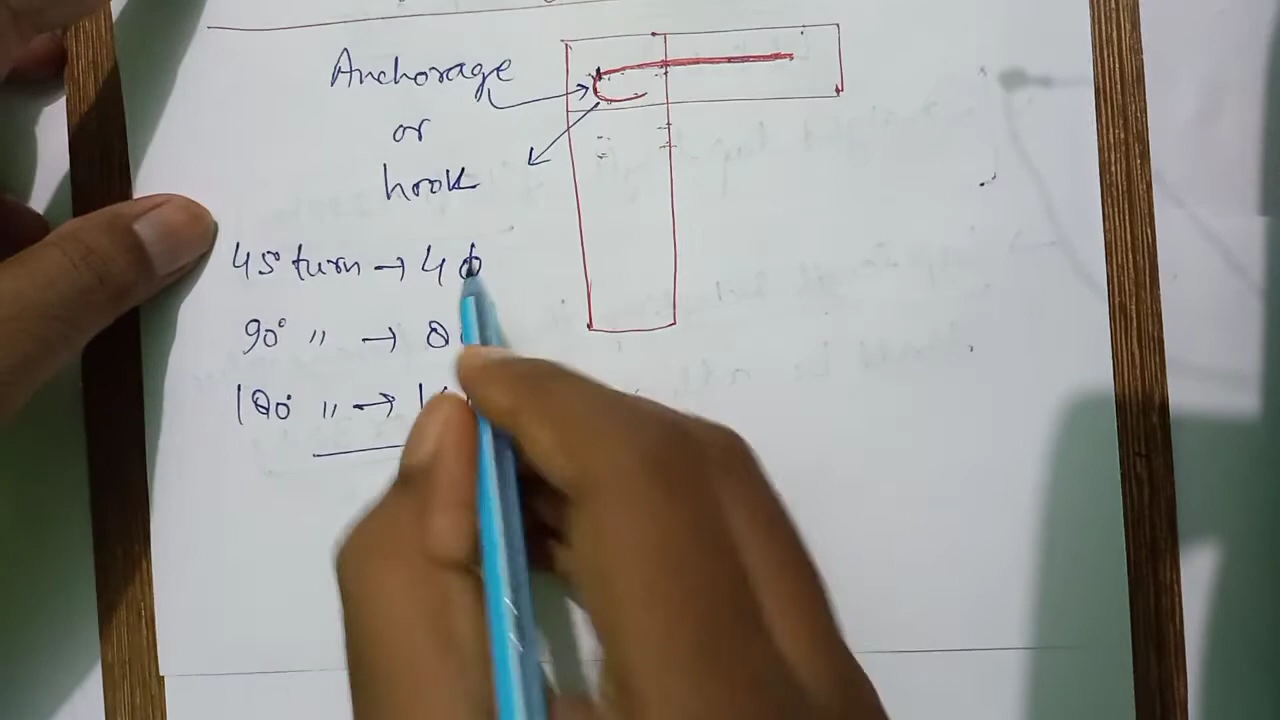 Anchorage
or
hook
45° turn → 4ϕ
90° " → 8
180° " →